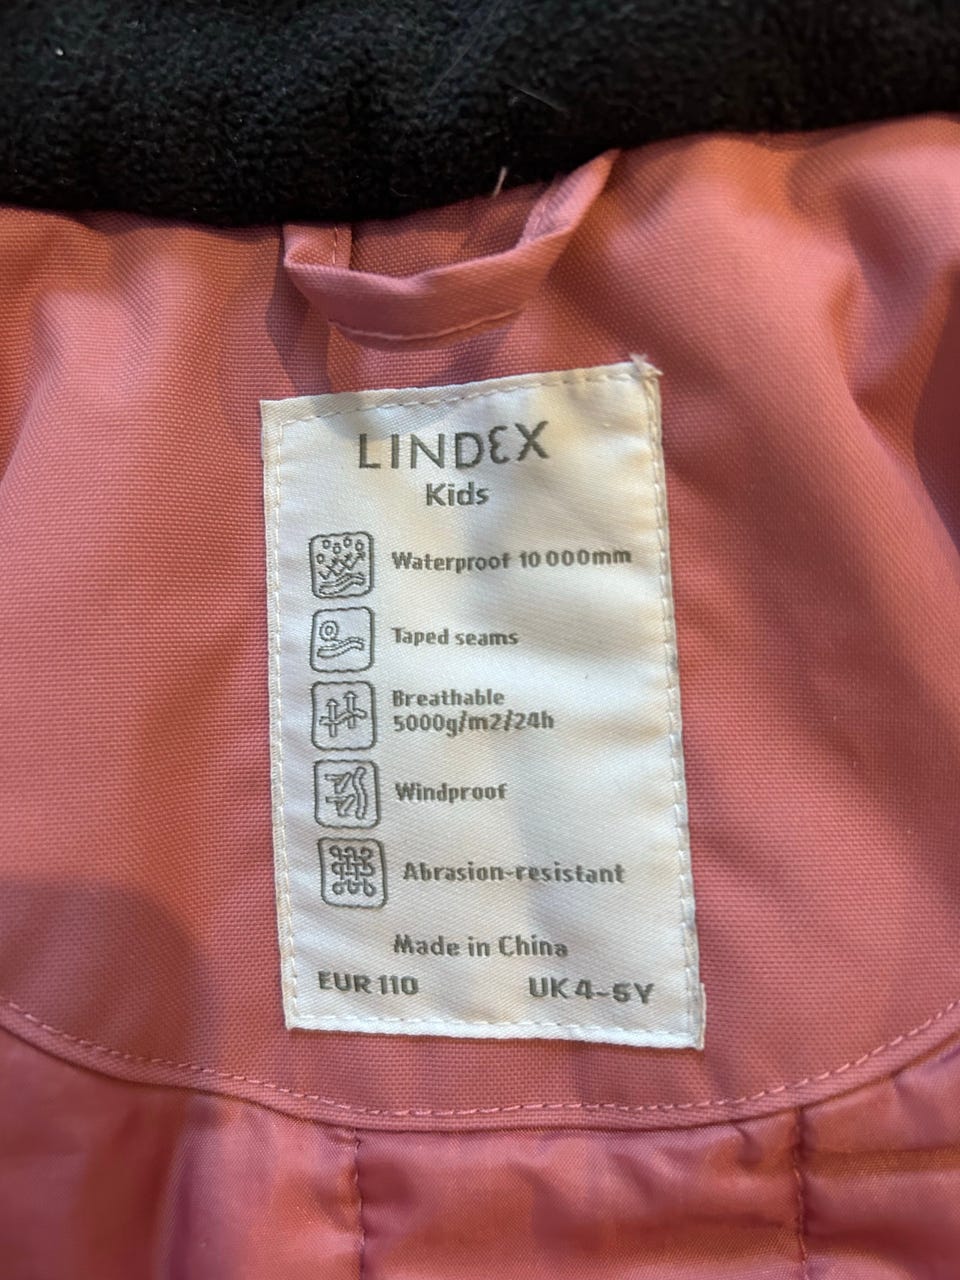 LINDEX
Kids
Waterproof 10 000mm
Taped seams
Breathable
5000g/m2/24h
Windproof
Abrasion-resistant
Made in China
EUR 110 UK 4-5Y